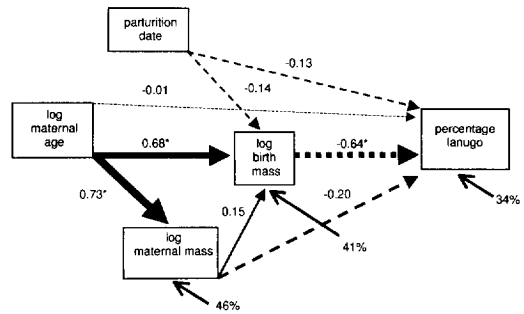 parturition
date
-0.13
-0.14
-0.01
log
maternal
age
0.68*
log
birth
mass
-0.64*
percentage
lanugo
0.73*
0.15
-0.20
34%
log
maternal mass
41%
46%